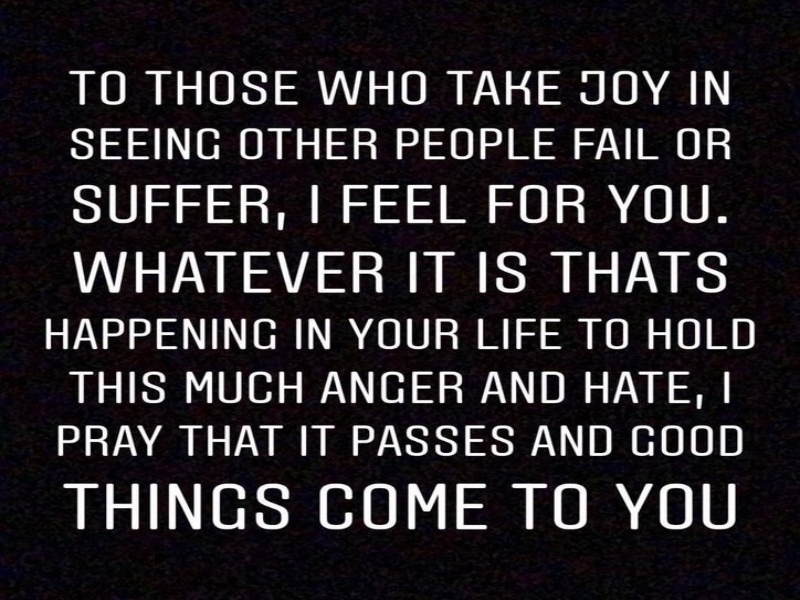 TO THOSE WHO TAKE JOY IN
SEEING OTHER PEOPLE FAIL OR
SUFFER, I FEEL FOR YOU.
WHATEVER IT IS THATS
HAPPENING IN YOUR LIFE TO HOLD
THIS MUCH ANGER AND HATE, I
PRAY THAT IT PASSES AND GOOD
THINGS COME TO YOU